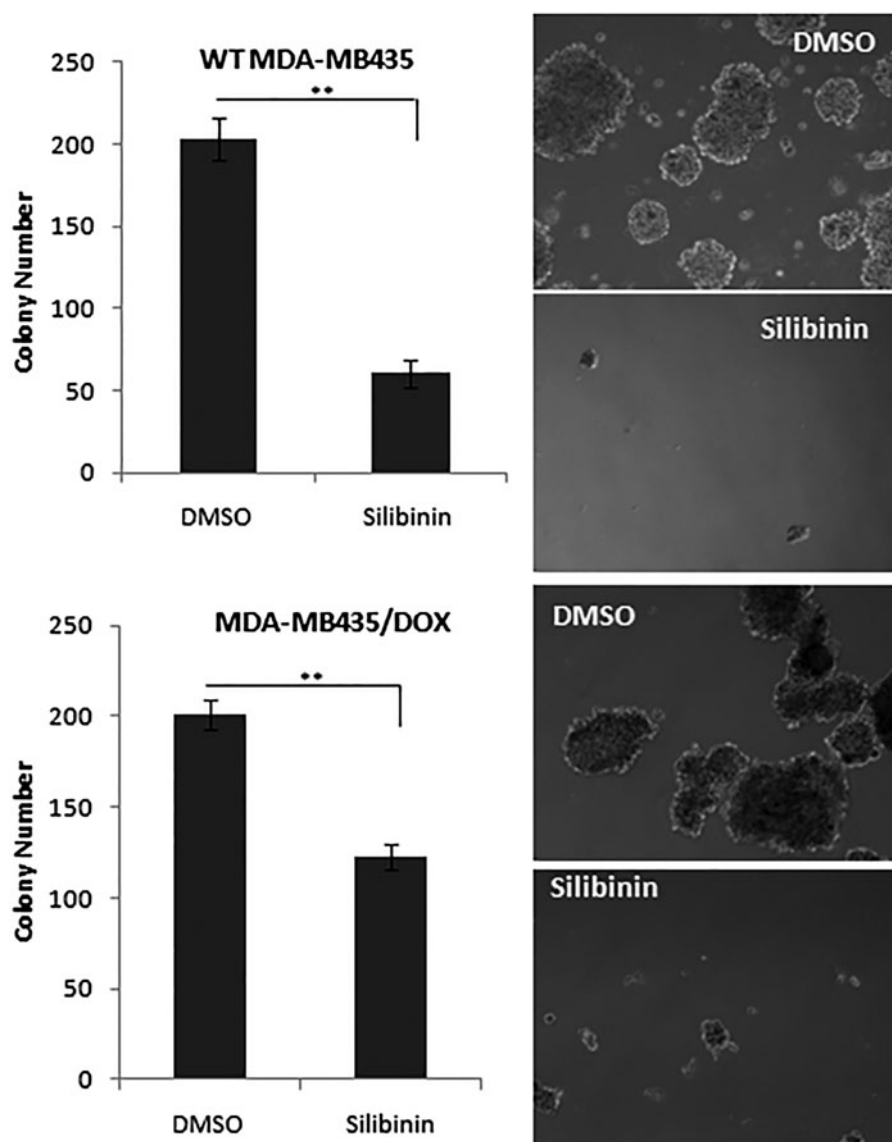 WT MDA-MB435
**
250
200
150
100
50
0
Colony Number
DMSO
Silibinin
DMSO
Silibinin
MDA-MB435/DOX
**
250
200
150
100
50
0
Colony Number
DMSO
Silibinin
DMSO
Silibinin